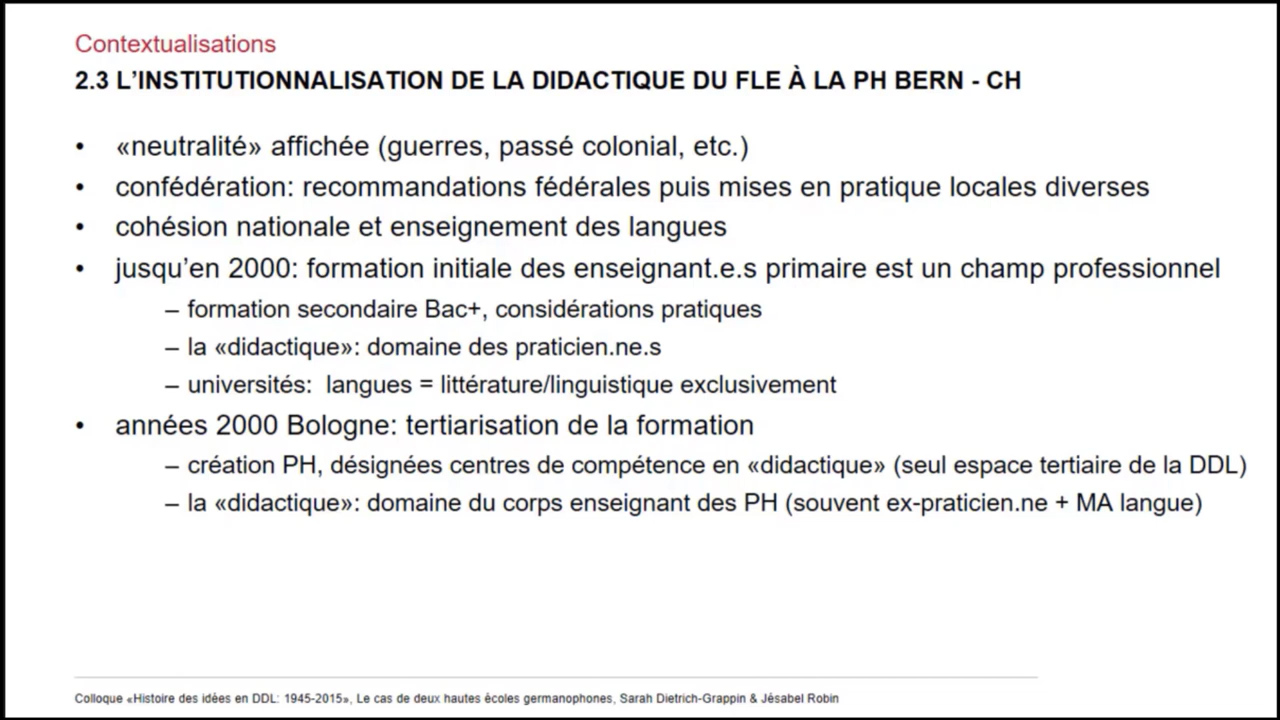 Contextualisations
2.3 L'INSTITUTIONNALISATION DE LA DIDACTIQUE DU FLE À LA PH BERN - CH
• «neutralité» affichée (guerres, passé colonial, etc.)
• confédération: recommandations fédérales puis mises en pratique locales diverses
• cohésion nationale et enseignement des langues
• jusqu'en 2000: formation initiale des enseignant.e.s primaire est un champ professionnel
– formation secondaire Bac+, considérations pratiques
– la «didactique»: domaine des praticien.ne.s
– universités: langues = littérature/linguistique exclusivement
• années 2000 Bologne: tertiarisation de la formation
– création PH, désignées centres de compétence en «didactique» (seul espace tertiaire de la DDL)
– la «didactique»: domaine du corps enseignant des PH (souvent ex-praticien.ne + MA langue)
Colloque «Histoire des idées en DDL: 1945-2015», Le cas de deux hautes écoles germanophones, Sarah Dietrich-Grappin & Jésabel Robin